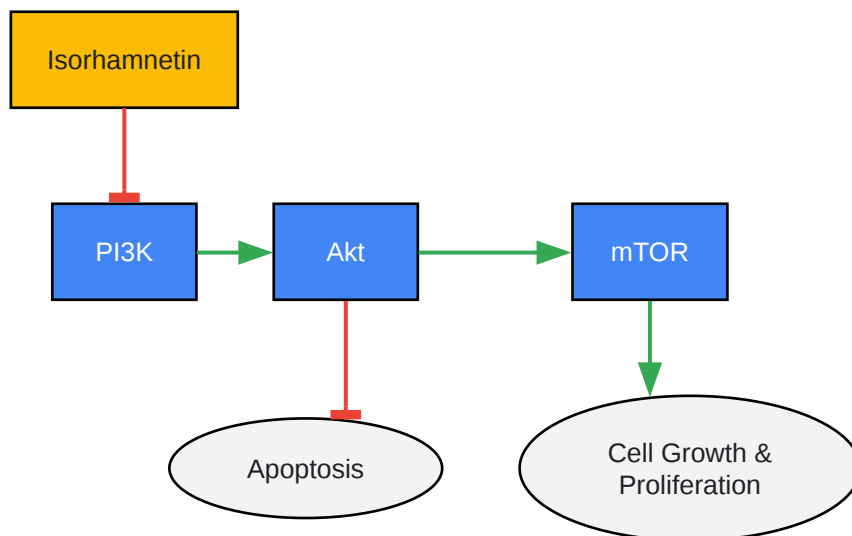 Isorhamnetin
PI3K
Akt
mTOR
Apoptosis
Cell Growth &
Proliferation